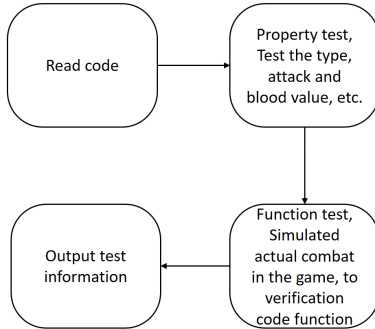 Read code
Property test,
Test the type,
attack and
blood value, etc.
Function test,
Simulated
actual combat
in the game, to
verification
code function
Output test
information